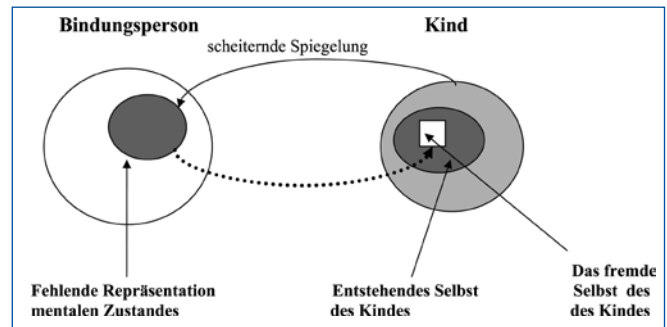 Bindungsperson
Kind
scheiternde Spiegelung
Fehlende Repräsentation
mentalen Zustandes
Entstehendes Selbst
des Kindes
Das fremde
Selbst des
des Kindes